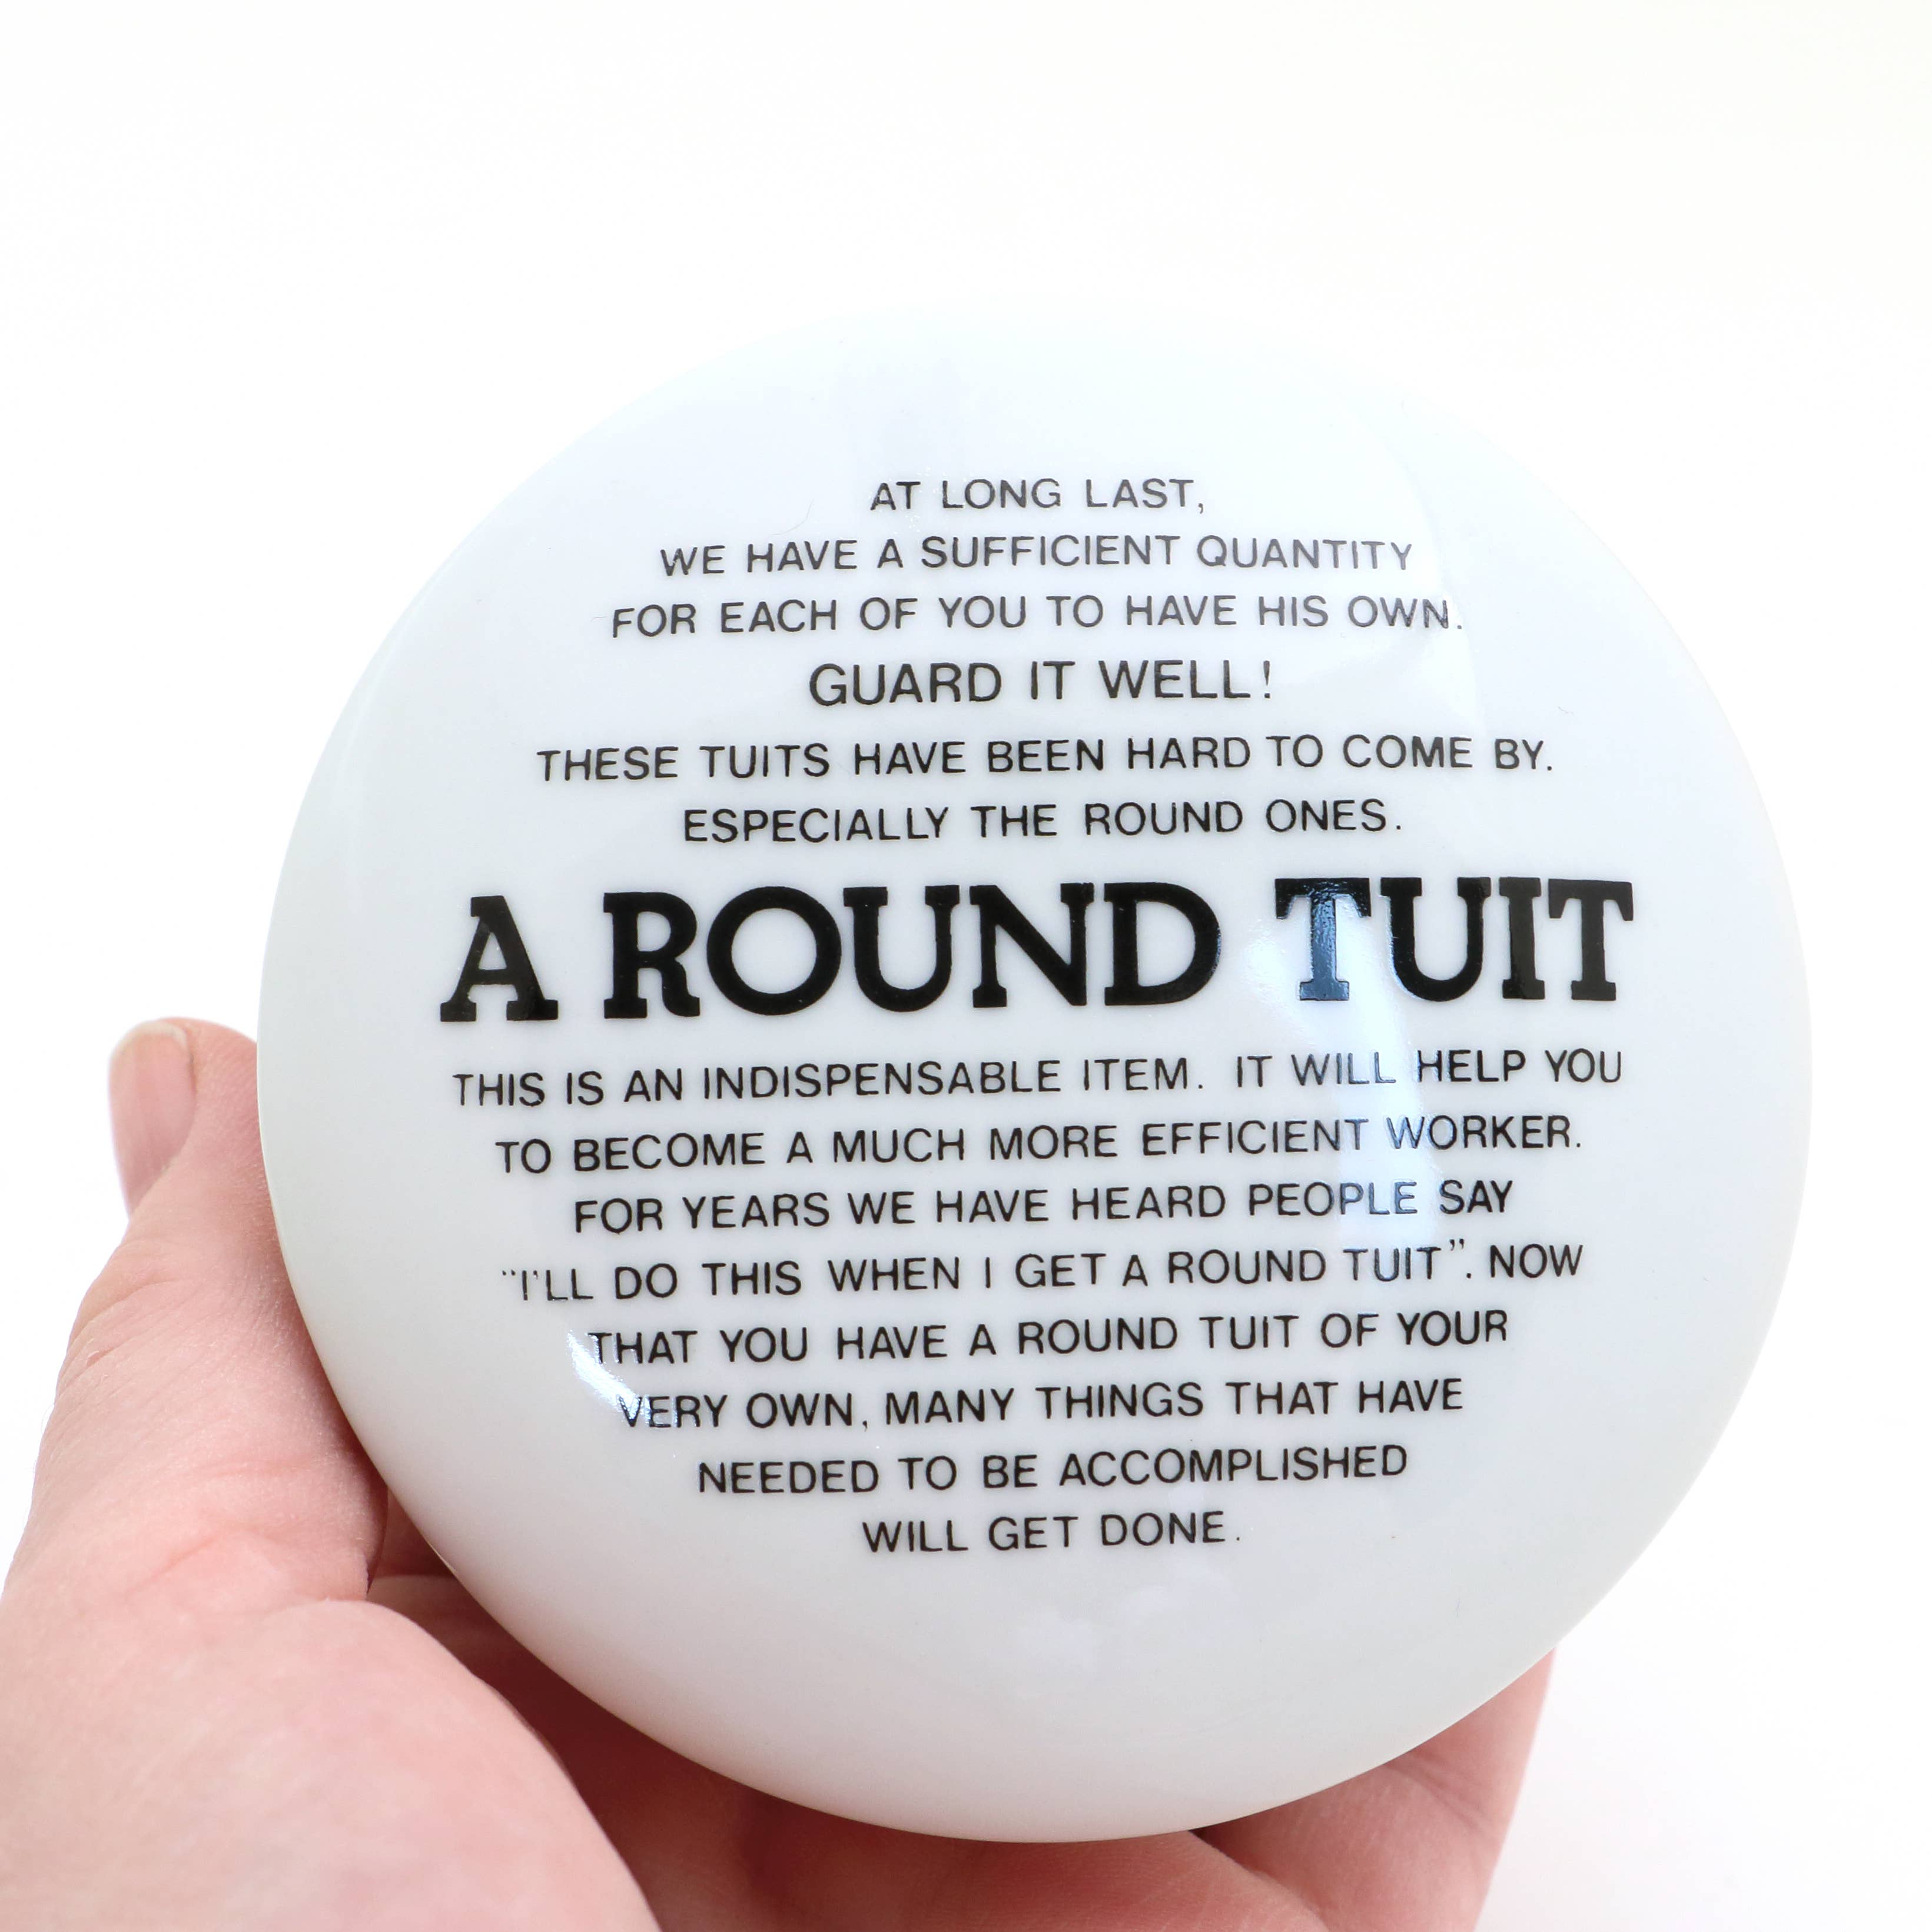 AT LONG LAST,
WE HAVE A SUFFICIENT QUANTITY
FOR EACH OF YOU TO HAVE HIS OWN.
GUARD IT WELL!
THESE TUITS HAVE BEEN HARD TO COME BY.
ESPECIALLY THE ROUND ONES.
A ROUND TUIT
THIS IS AN INDISPENSABLE ITEM. IT WILL HELP YOU
TO BECOME A MUCH MORE EFFICIENT WORKER.
FOR YEARS WE HAVE HEARD PEOPLE SAY
"I'LL DO THIS WHEN I GET A ROUND TUIT". NOW
THAT YOU HAVE A ROUND TUIT OF YOUR
VERY OWN, MANY THINGS THAT HAVE
NEEDED TO BE ACCOMPLISHED
WILL GET DONE.